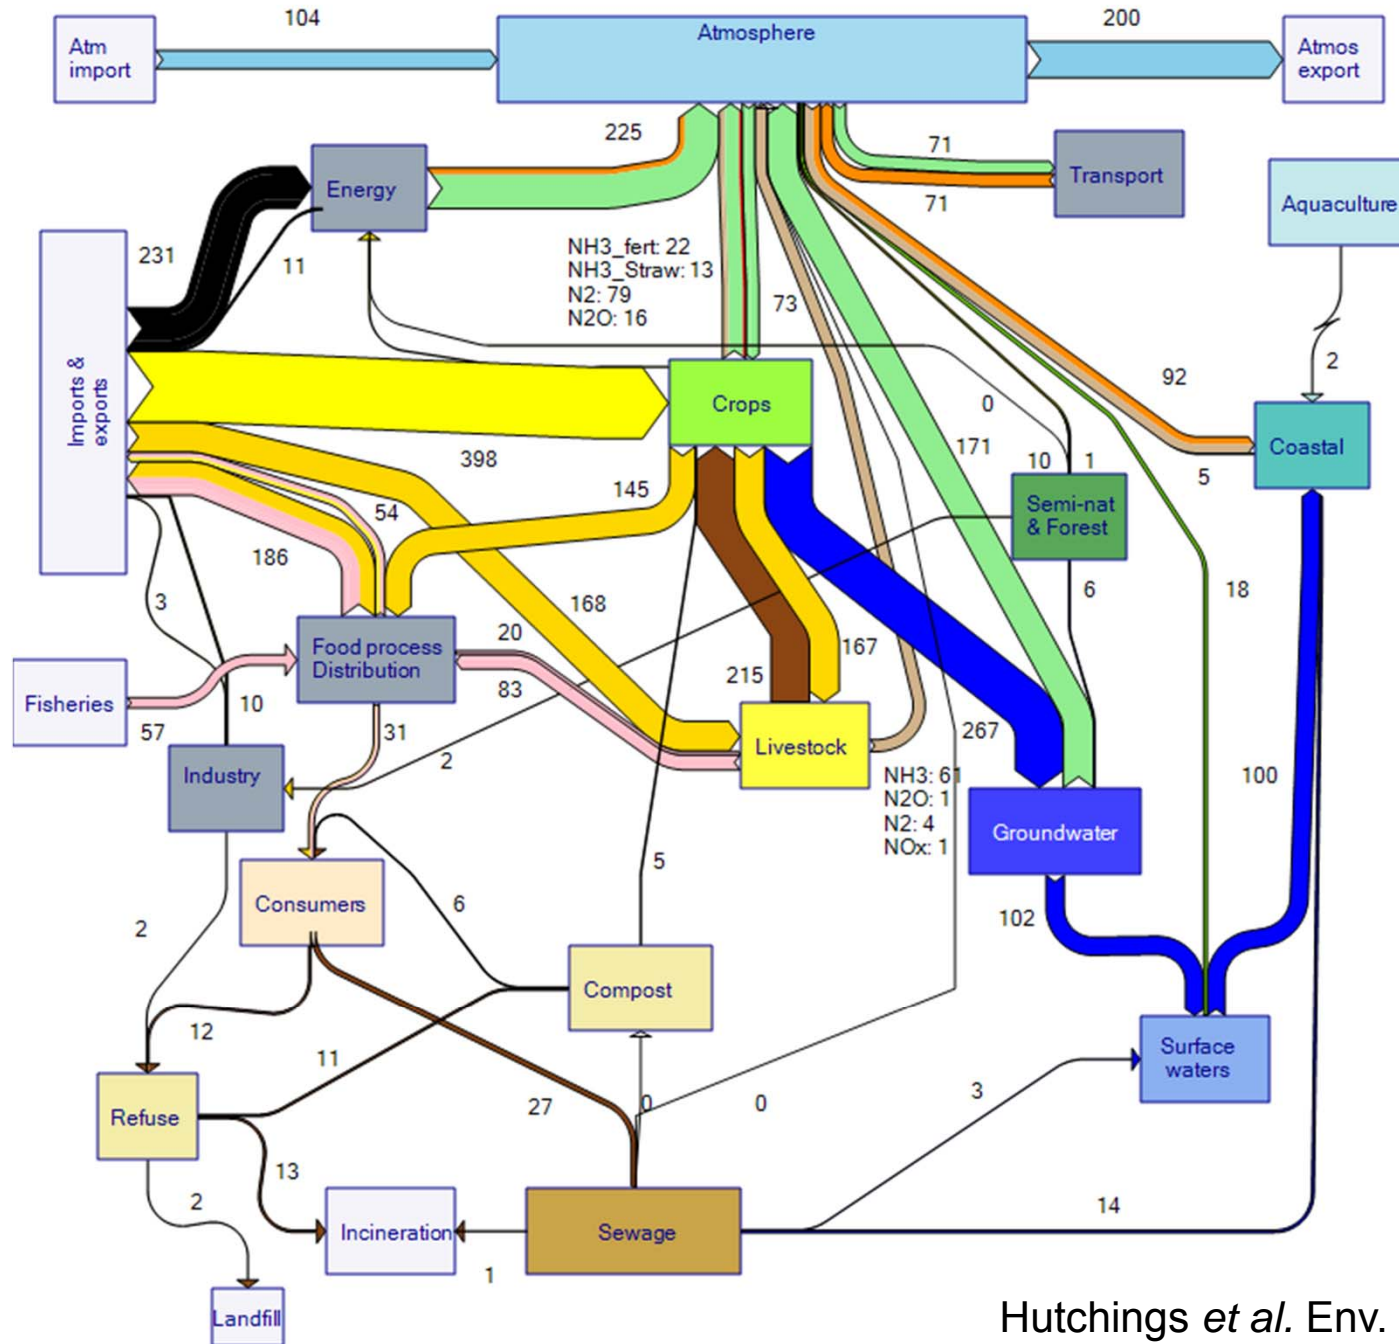 104
200
Atm
import
Atmosphere
Atmos
export
225
71
Energy
Transport
71
Aquaculture
231
11
NH3_fert: 22
NH3_Straw: 13
N2: 79
N2O: 16
73
Imports &
exports
Crops
92
2
0
398
171
10
1
5
Coastal
145
54
Semi-nat
& Forest
186
3
168
6
18
Food process
Distribution
20
167
215
83
Fisheries
57
10
31
267
Industry
2
Livestock
NH3: 61
N2O: 1
N2: 4
NOx: 1
100
Groundwater
5
Consumers
6
102
2
Compost
12
11
Surface
waters
Refuse
27
0
0
3
13
2
14
Incineration
Sewage
1
Landfill
Hutchings et al. Env.